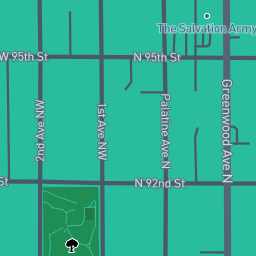 The Salvation Army
W 95th St
N 95th St
2nd Ave NW
1st Ave NW
Palatine Ave N
Greenwood Ave N
St
N 92nd St